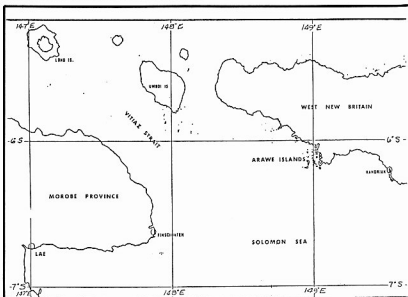 147°E
148°E
149°E
LONG IS.
UMBOI IS
WEST NEW BRITAIN
VITIAZ STRAIT
6°S
6°S
ARAWE ISLANDS
KANDRIAN
MOROBE PROVINCE
FINSCHHAFEN
SOLOMON SEA
LAE
7°S
7°S
147°E
148°E
149°E